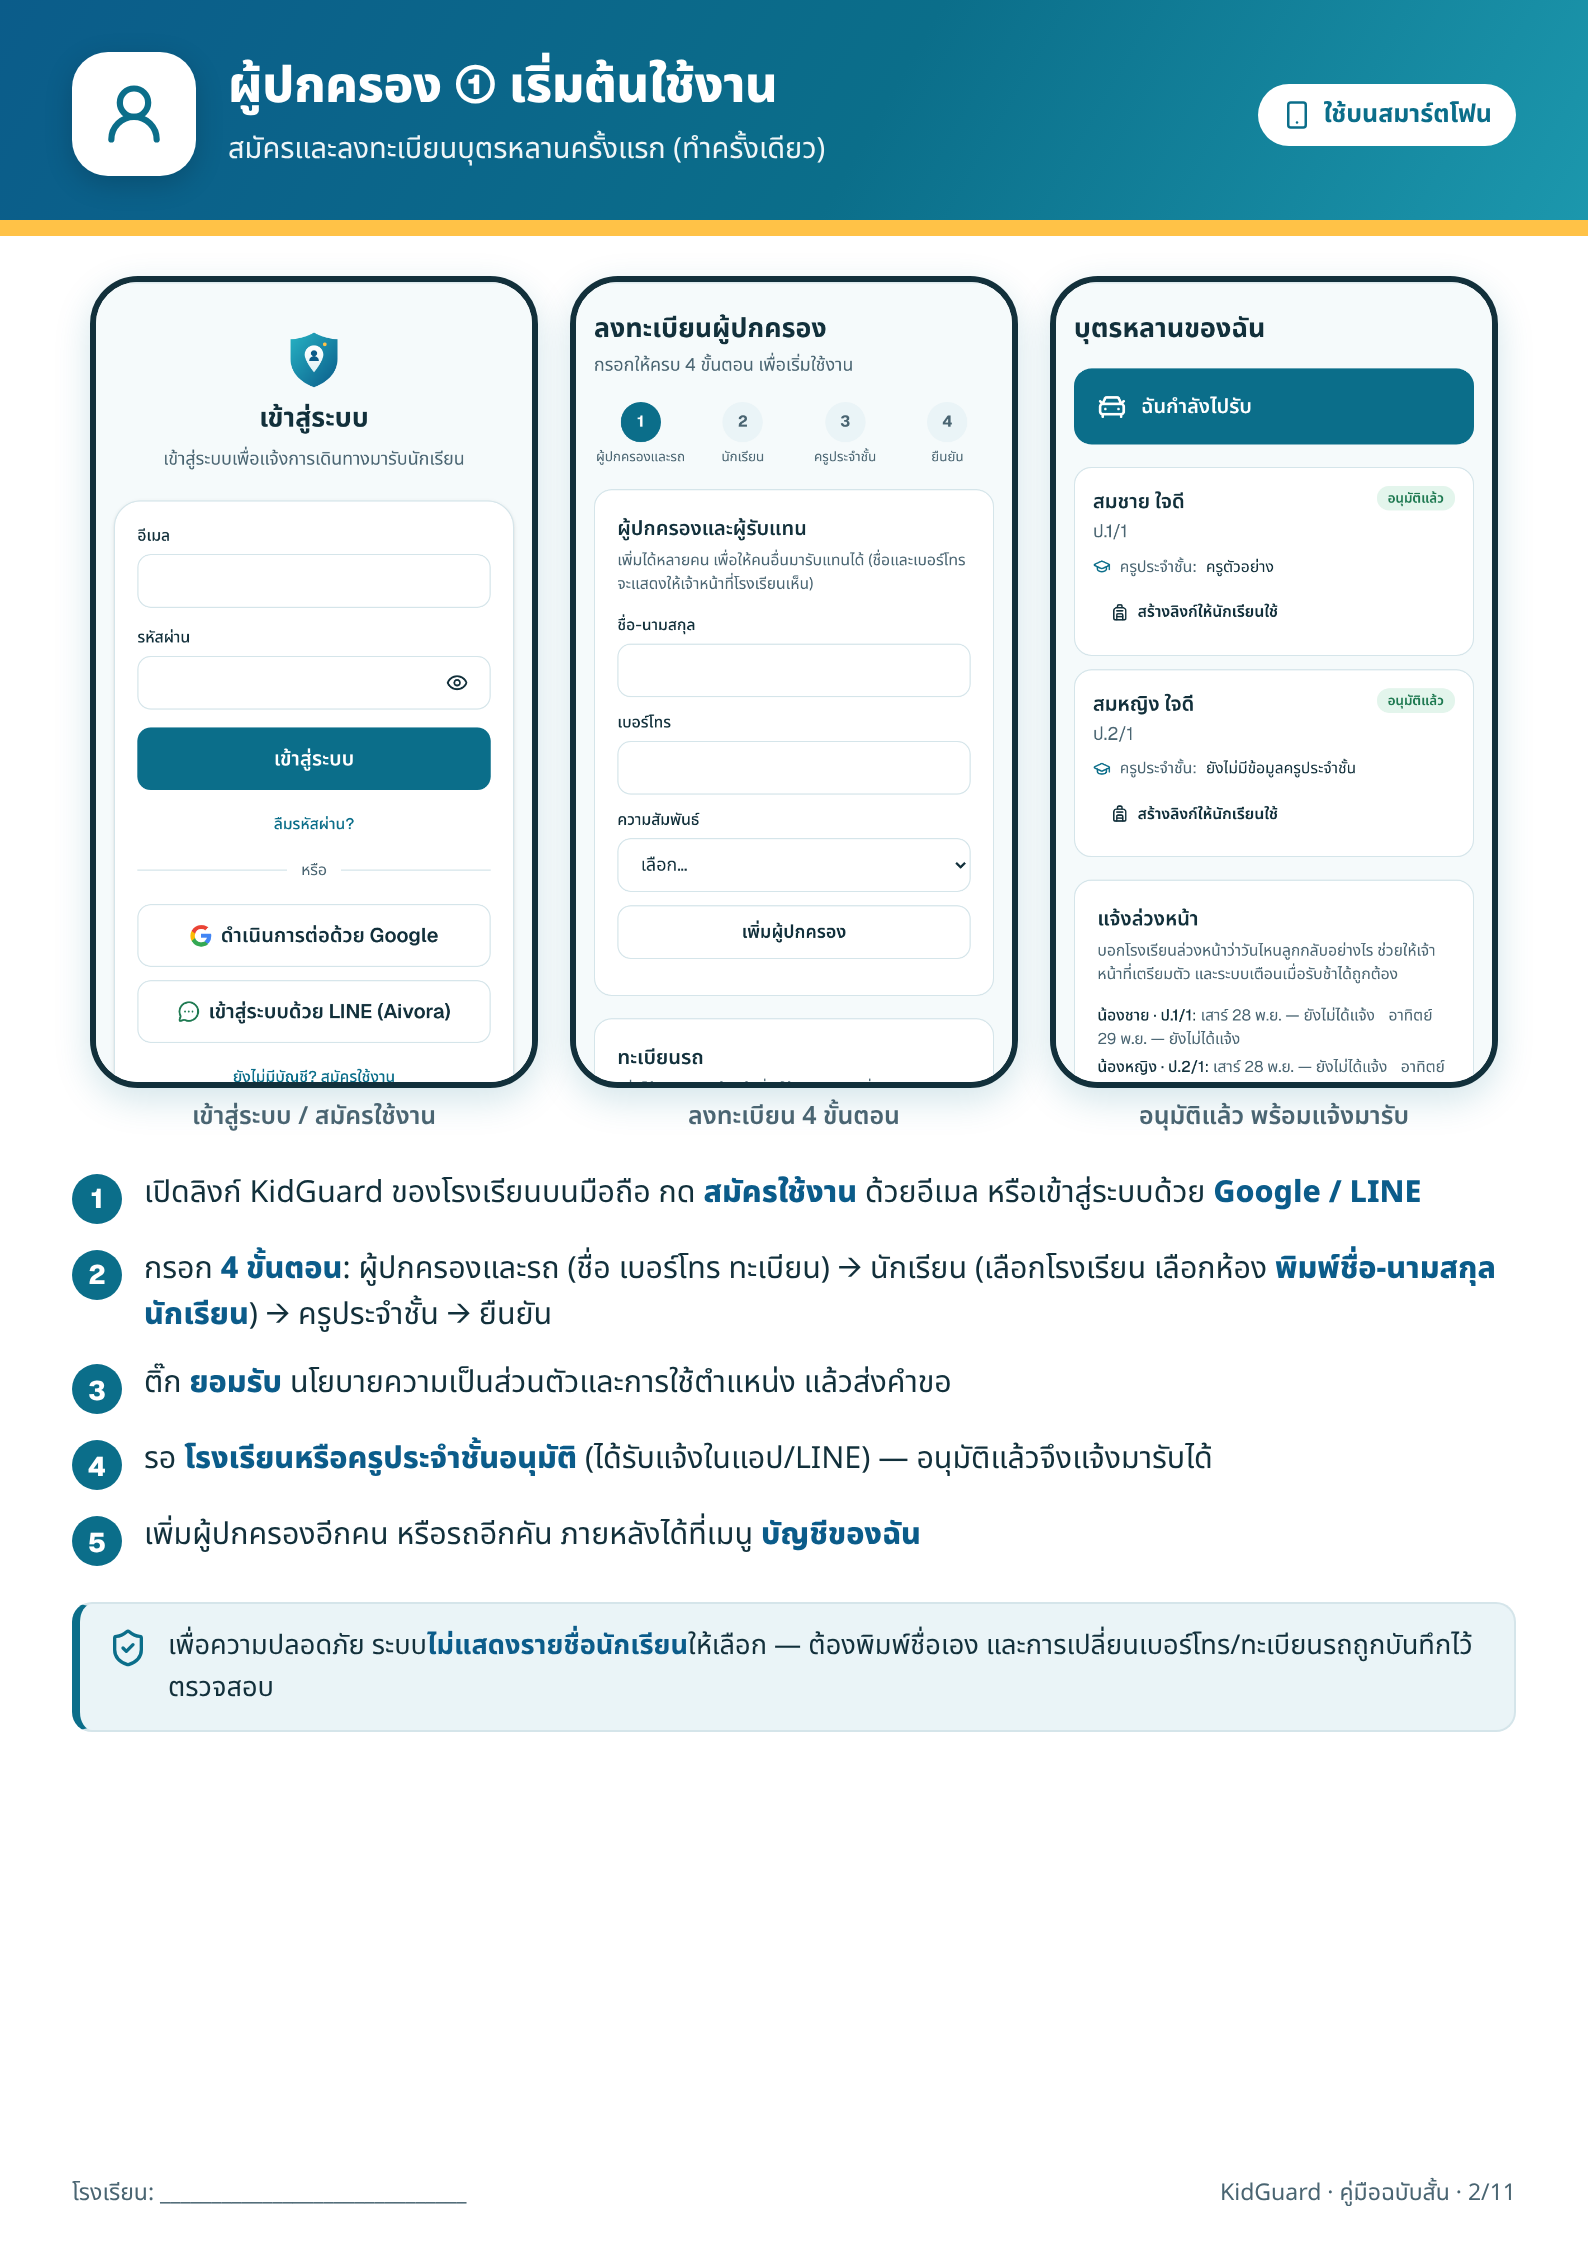 ผู้ปกครอง ① เริ่มต้นใช้งาน
สมัครและลงทะเบียนบุตรหลานครั้งแรก (ทำครั้งเดียว)
ใช้บนสมาร์ตโฟน
เข้าสู่ระบบ
เข้าสู่ระบบเพื่อแจ้งการเดินทางมารับนักเรียน
อีเมล
รหัสผ่าน
เข้าสู่ระบบ
ลืมรหัสผ่าน?
หรือ
ดำเนินการต่อด้วย Google
เข้าสู่ระบบด้วย LINE (Aivora)
ยังไม่มีบัญชี? สมัครใช้งาน
เข้าสู่ระบบ / สมัครใช้งาน
ลงทะเบียนผู้ปกครอง
กรอกให้ครบ 4 ขั้นตอน เพื่อเริ่มใช้งาน
1 2 3 4
ผู้ปกครองและรถ นักเรียน ครูประจำชั้น ยืนยัน
ผู้ปกครองและผู้รับแทน
เพิ่มได้หลายคน เพื่อให้คนอื่นมารับแทนได้ (ชื่อและเบอร์โทร
จะแสดงให้เจ้าหน้าที่โรงเรียนเห็น)
ชื่อ-นามสกุล
เบอร์โทร
ความสัมพันธ์
เลือก...
เพิ่มผู้ปกครอง
ทะเบียนรถ
ลงทะเบียน 4 ขั้นตอน
บุตรหลานของฉัน
ฉันกำลังไปรับ
สมชาย ใจดี อนุมัติแล้ว
ป.1/1
ครูประจำชั้น: ครูตัวอย่าง
สร้างลิงก์ให้นักเรียนใช้
สมหญิง ใจดี อนุมัติแล้ว
ป.2/1
ครูประจำชั้น: ยังไม่มีข้อมูลครูประจำชั้น
สร้างลิงก์ให้นักเรียนใช้
แจ้งล่วงหน้า
บอกโรงเรียนล่วงหน้าว่าวันไหนลูกกลับอย่างไร ช่วยให้เจ้า
หน้าที่เตรียมตัว และระบบเตือนเมื่อรับช้าได้ถูกต้อง
น้องชาย · ป.1/1: เสาร์ 28 พ.ย. — ยังไม่ได้แจ้ง อาทิตย์
29 พ.ย. — ยังไม่ได้แจ้ง
น้องหญิง · ป.2/1: เสาร์ 28 พ.ย. — ยังไม่ได้แจ้ง อาทิตย์
อนุมัติแล้ว พร้อมแจ้งมารับ
1 เปิดลิงก์ KidGuard ของโรงเรียนบนมือถือ กด สมัครใช้งาน ด้วยอีเมล หรือเข้าสู่ระบบด้วย Google / LINE
2 กรอก 4 ขั้นตอน: ผู้ปกครองและรถ (ชื่อ เบอร์โทร ทะเบียน) → นักเรียน (เลือกโรงเรียน เลือกห้อง พิมพ์ชื่อ-นามสกุล
นักเรียน) → ครูประจำชั้น → ยืนยัน
3 ติ๊ก ยอมรับ นโยบายความเป็นส่วนตัวและการใช้ตำแหน่ง แล้วส่งคำขอ
4 รอ โรงเรียนหรือครูประจำชั้นอนุมัติ (ได้รับแจ้งในแอป/LINE) — อนุมัติแล้วจึงแจ้งมารับได้
5 เพิ่มผู้ปกครองอีกคน หรือรถอีกคัน ภายหลังได้ที่เมนู บัญชีของฉัน
เพื่อความปลอดภัย ระบบไม่แสดงรายชื่อนักเรียนให้เลือก — ต้องพิมพ์ชื่อเอง และการเปลี่ยนเบอร์โทร/ทะเบียนรถถูกบันทึกไว้
ตรวจสอบ
โรงเรียน: ____________________________
KidGuard · คู่มือฉบับสั้น · 2/11